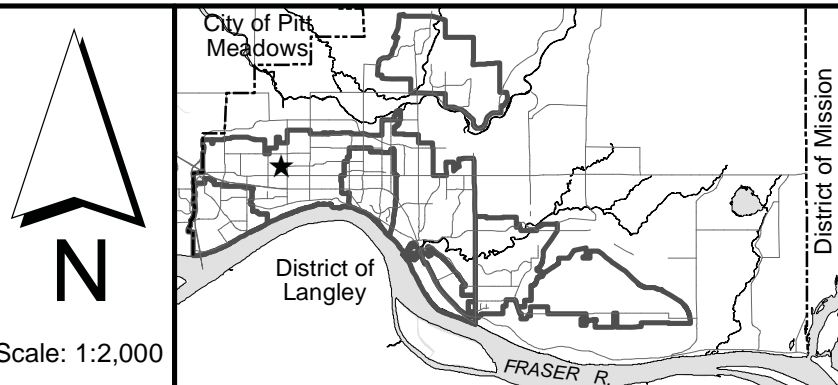 City of Pitt
Meadows
District of Mission
District of
Langley
N
Scale: 1:2,000
FRASER R.